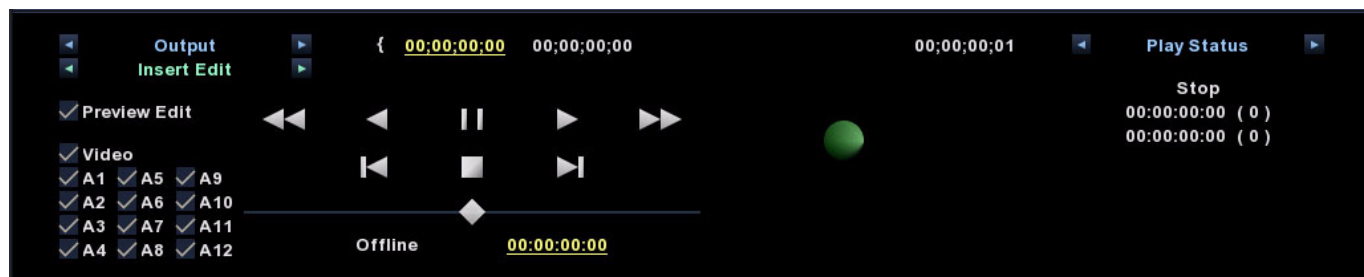 Output { 00;00;00;00 00;00;00;00 00;00;00;01 Play Status
Insert Edit
Stop
Preview Edit 00:00:00:00 ( 0 )
00:00:00:00 ( 0 )
Video
A1 A5 A9
A2 A6 A10
A3 A7 A11
A4 A8 A12
Offline 00:00:00:00